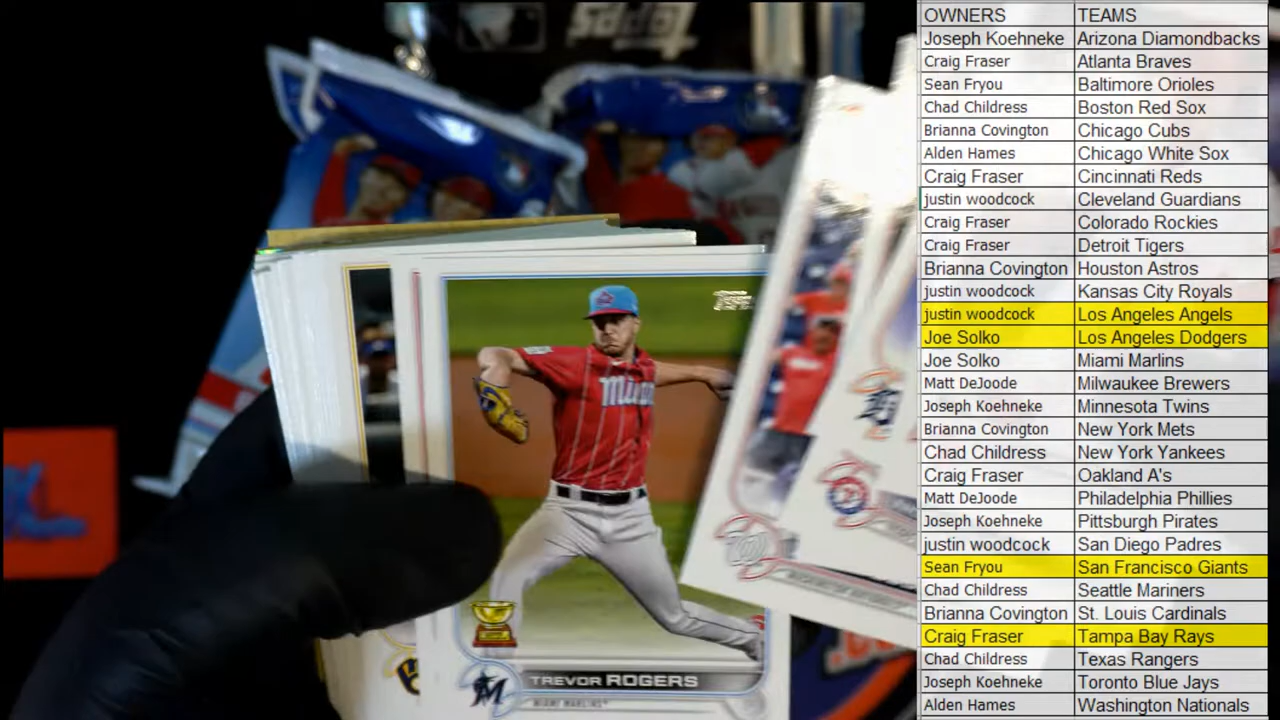 Topps
Topps
Miami
TREVOR ROGERS
MIAMI MARLINS
OWNERS TEAMS
Joseph Koehneke Arizona Diamondbacks
Craig Fraser Atlanta Braves
Sean Fryou Baltimore Orioles
Chad Childress Boston Red Sox
Brianna Covington Chicago Cubs
Alden Hames Chicago White Sox
Craig Fraser Cincinnati Reds
justin woodcock Cleveland Guardians
Craig Fraser Colorado Rockies
Craig Fraser Detroit Tigers
Brianna Covington Houston Astros
justin woodcock Kansas City Royals
justin woodcock Los Angeles Angels
Joe Solko Los Angeles Dodgers
Joe Solko Miami Marlins
Matt DeJoode Milwaukee Brewers
Joseph Koehneke Minnesota Twins
Brianna Covington New York Mets
Chad Childress New York Yankees
Craig Fraser Oakland A's
Matt DeJoode Philadelphia Phillies
Joseph Koehneke Pittsburgh Pirates
justin woodcock San Diego Padres
Sean Fryou San Francisco Giants
Chad Childress Seattle Mariners
Brianna Covington St. Louis Cardinals
Craig Fraser Tampa Bay Rays
Chad Childress Texas Rangers
Joseph Koehneke Toronto Blue Jays
Alden Hames Washington Nationals